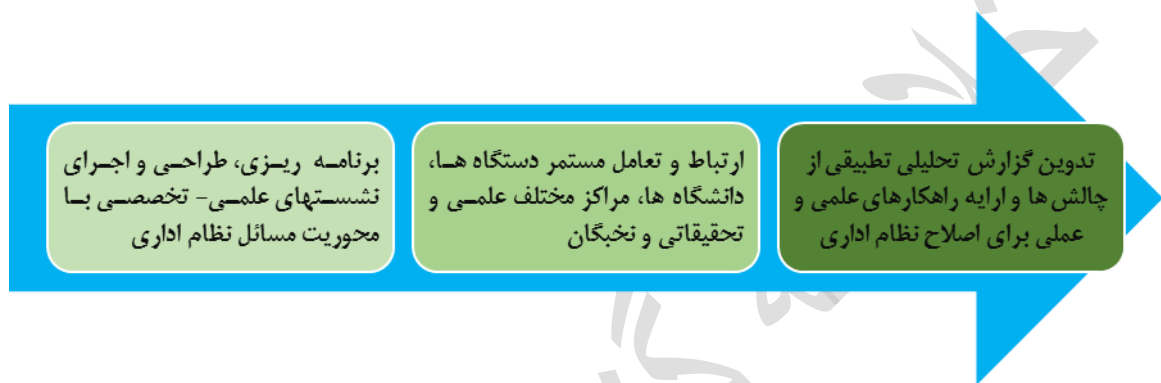 برنامه ریزی، طراحی و اجرای
نشستهای علمی- تخصصی با
محوریت مسائل نظام اداری
ارتباط و تعامل مستمر دستگاه ها،
دانشگاه ها، مراکز مختلف علمی و
تحقیقاتی و نخبگان
تدوین گزارش تحلیلی تطبیقی از
چالش ها و ارایه راهکارهای علمی و
عملی برای اصلاح نظام اداری